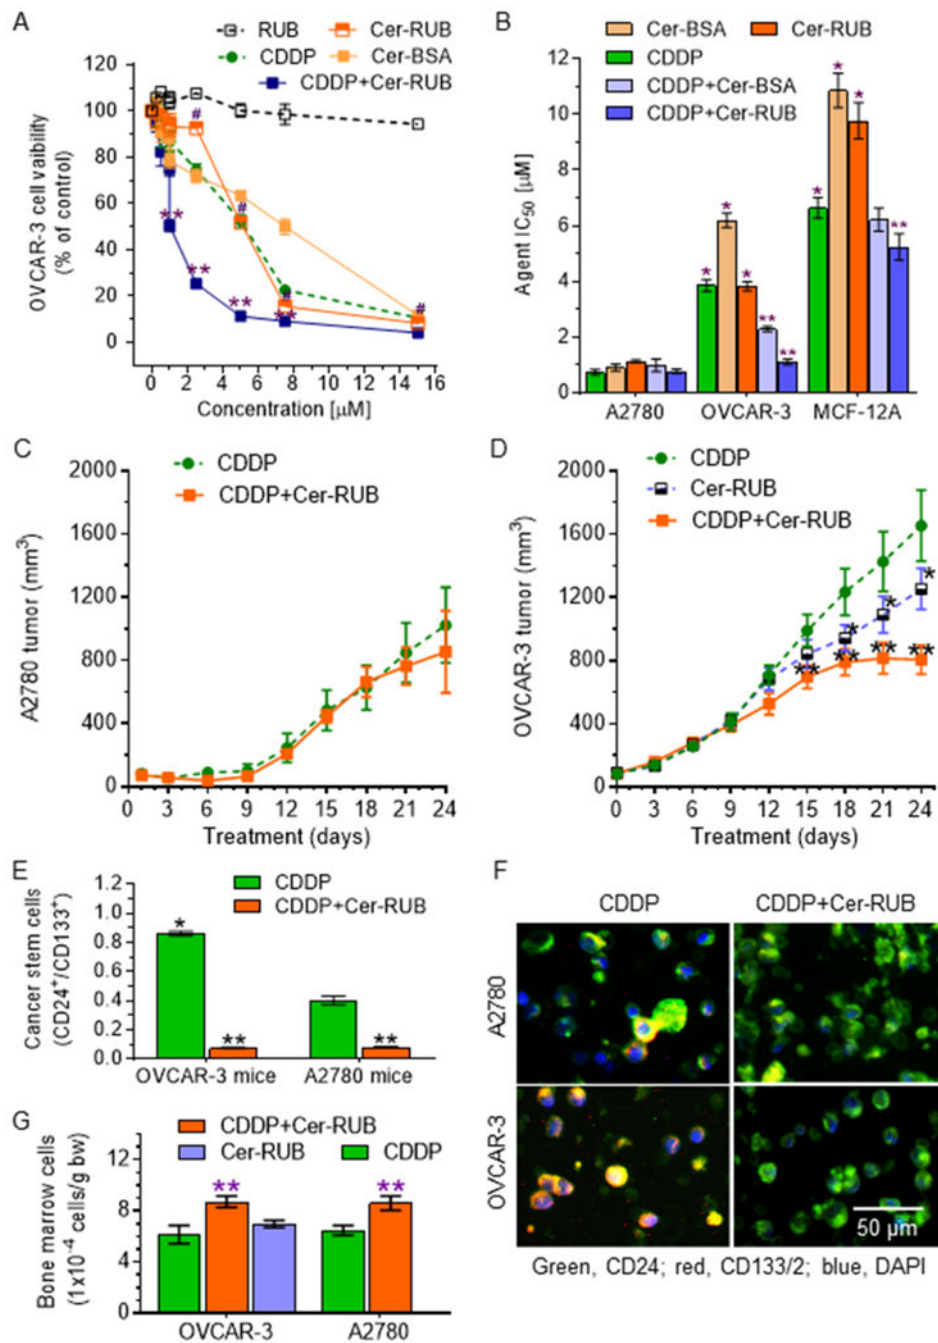 A
RUB
Cer-RUB
CDDP
Cer-BSA
CDDP+Cer-RUB
OVCAR-3 cell vaibility
(% of control)
120
100
80
60
40
20
0
#
#
**
**
**
**
#
#
0 2 4 6 8 10 12 14 16
Concentration [µM]
B
Cer-BSA
Cer-RUB
CDDP
CDDP+Cer-BSA
CDDP+Cer-RUB
Agent IC50 [µM]
12
10
8
6
4
2
0
* * * ** **
* * * **
A2780 OVCAR-3 MCF-12A
C
CDDP
CDDP+Cer-RUB
A2780 tumor (mm3)
2000
1600
1200
800
400
0
0 3 6 9 12 15 18 21 24
Treatment (days)
D
CDDP
Cer-RUB
CDDP+Cer-RUB
OVCAR-3 tumor (mm3)
2000
1600
1200
800
400
0
* * *
** ** ** **
0 3 6 9 12 15 18 21 24
Treatment (days)
E
CDDP
CDDP+Cer-RUB
Cancer stem cells
(CD24+/CD133+)
1.2
1.0
0.8
0.6
0.4
0.2
0.0
* ** **
OVCAR-3 mice A2780 mice
F
CDDP CDDP+Cer-RUB
A2780
OVCAR-3
50 µm
Green, CD24; red, CD133/2; blue, DAPI
G
CDDP+Cer-RUB
Cer-RUB
CDDP
Bone marrow cells
(1x10-4 cells/g bw)
12
9
6
3
0
** **
OVCAR-3 A2780